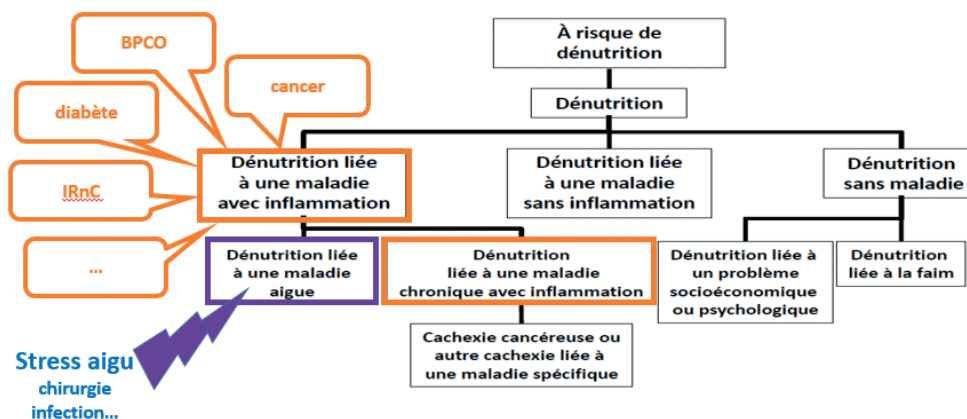 BPCO
cancer
diabète
IRnC
...
À risque de
dénutrition
Dénutrition
Dénutrition liée
à une maladie
avec inflammation
Dénutrition liée
à une maladie
sans inflammation
Dénutrition
sans maladie
Dénutrition liée
à une maladie
aigue
Dénutrition
liée à une maladie
chronique avec inflammation
Dénutrition liée à
un problème
socioéconomique
ou psychologique
Dénutrition
liée à la faim
Cachexie cancéreuse ou
autre cachexie liée à
une maladie spécifique
Stress aigu
chirurgie
infection...